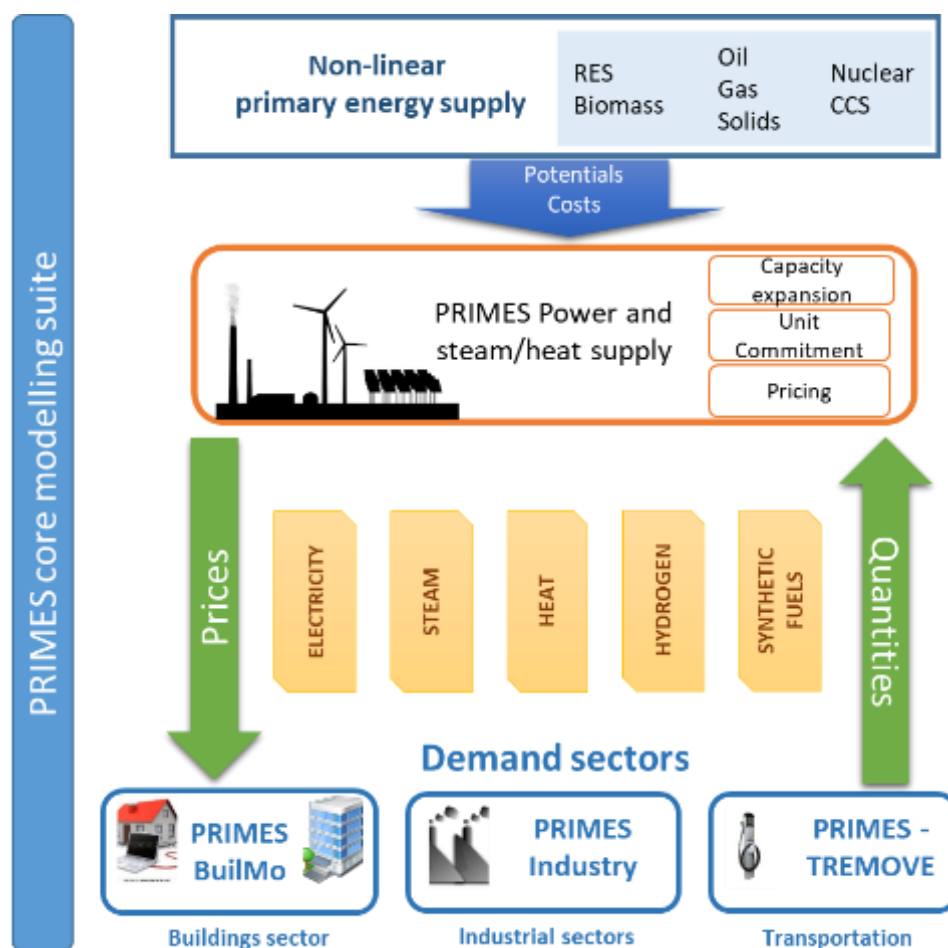 PRIMES core modelling suite
Non-linear
primary energy supply
RES
Biomass
Oil
Gas
Solids
Nuclear
CCS
Potentials
Costs
PRIMES Power and
steam/heat supply
Capacity
expansion
Unit
Commitment
Pricing
Prices
ELECTRICITY
STEAM
HEAT
HYDROGEN
SYNTHETIC
FUELS
Quantities
Demand sectors
PRIMES
BuilMo
PRIMES
Industry
PRIMES -
TREMOVE
Buildings sector
Industrial sectors
Transportation